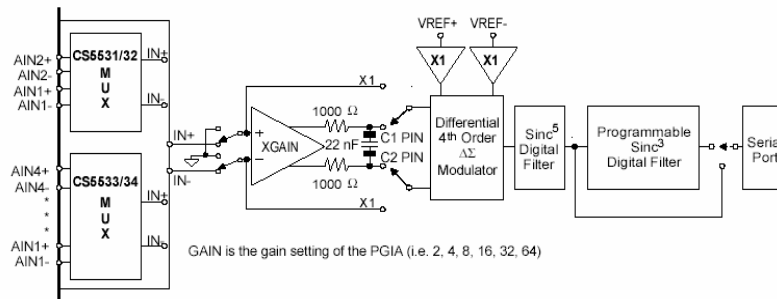 VREF+ VREF-
X1 X1
CS5531/32
M
U
X
AIN2+
AIN2-
AIN1+
AIN1-
IN+
IN-
X1
IN+
IN-
+
−
XGAIN
1000 Ω
22 nF
1000 Ω
C1 PIN
C2 PIN
X1
Differential
4th Order
ΔΣ
Modulator
Sinc5
Digital
Filter
Programmable
Sinc3
Digital Filter
Serial
Port
CS5533/34
M
U
X
AIN4+
AIN4-
*
*
*
AIN1+
AIN1-
IN+
IN-
GAIN is the gain setting of the PGIA (i.e. 2, 4, 8, 16, 32, 64)